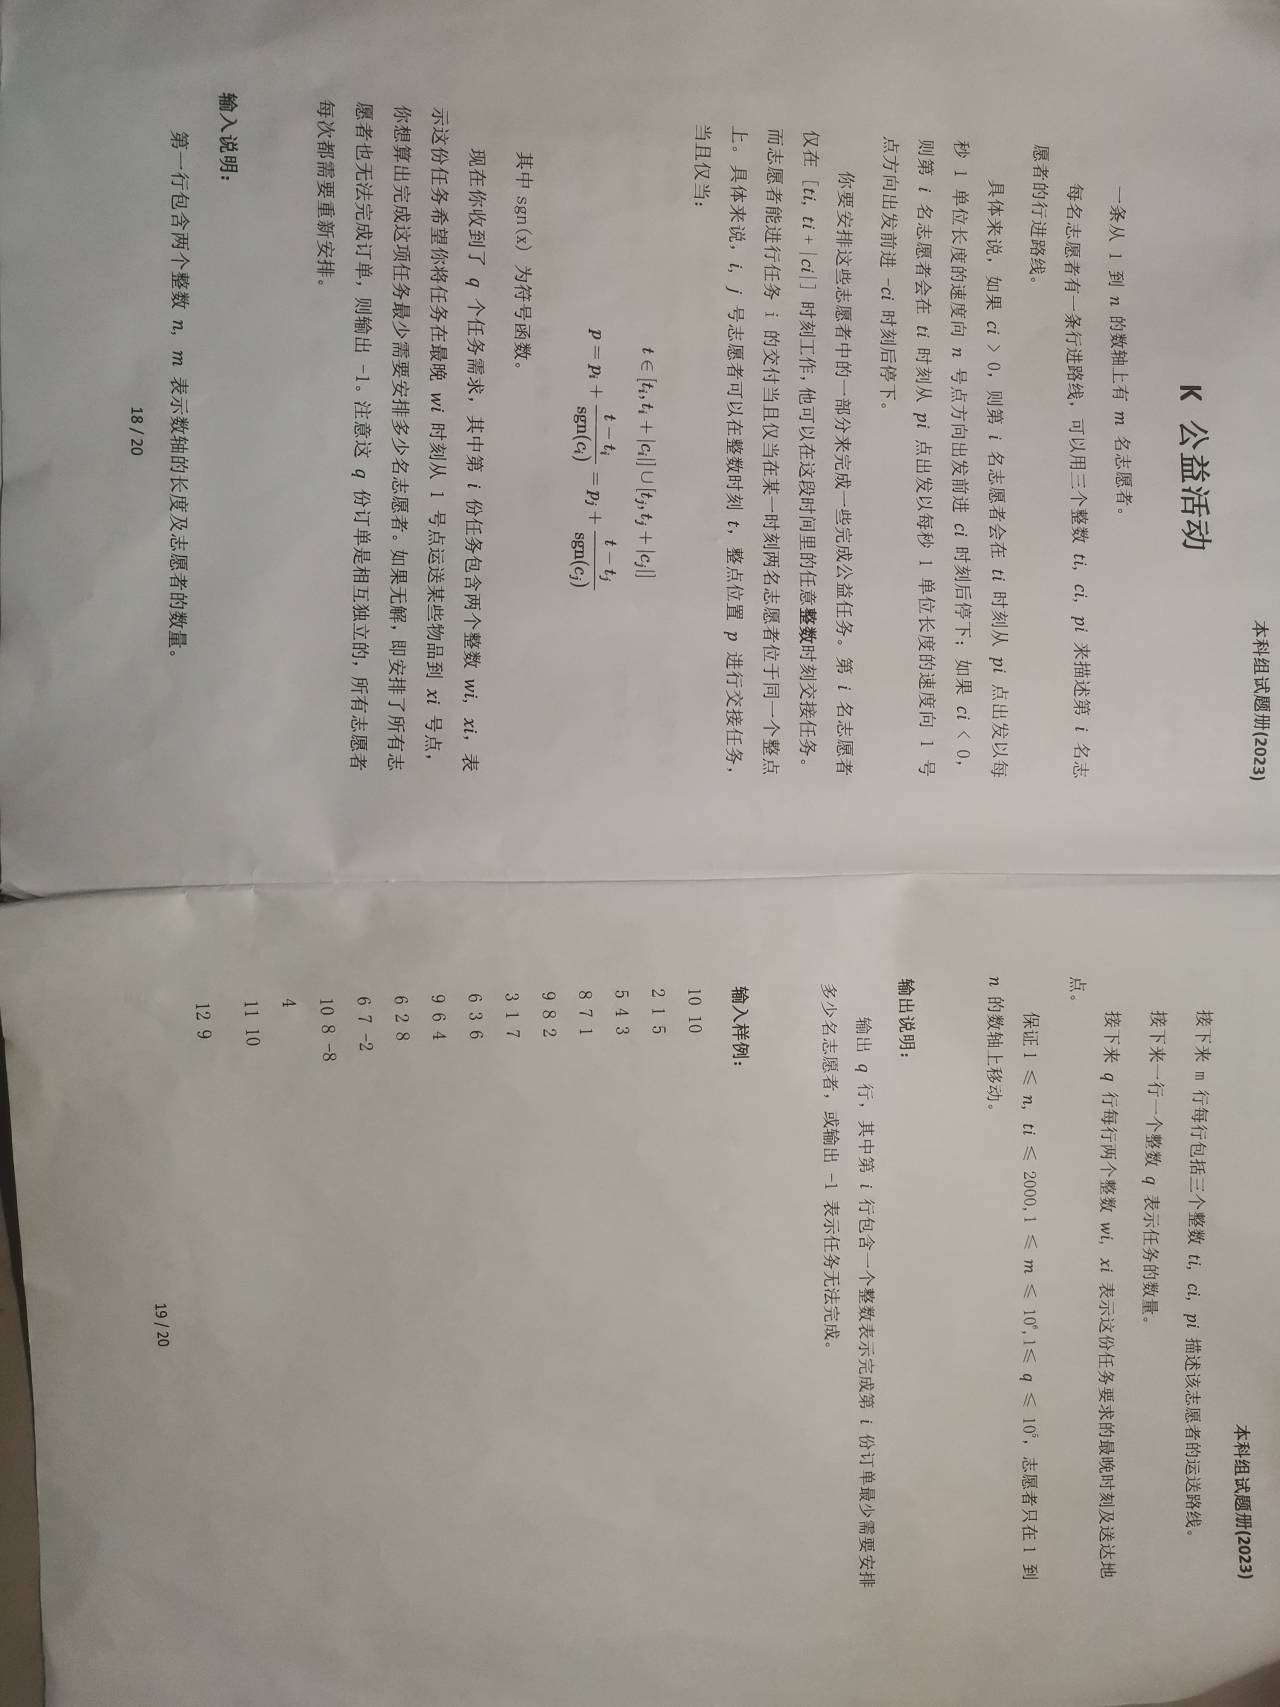 本科组试题册(2023)
K 公益活动
一条从 1 到 n 的数轴上有 m 名志愿者。
每名志愿者有一条行进路线，可以用三个整数 ti, ci, pi 来描述第 i 名志
愿者的行进路线。
具体来说，如果 ci > 0，则第 i 名志愿者会在 ti 时刻从 pi 点出发以每
秒 1 单位长度的速度向 n 号点方向出发前进 ci 时刻后停下；如果 ci < 0，
则第 i 名志愿者会在 ti 时刻从 pi 点出发以每秒 1 单位长度的速度向 1 号
点方向出发前进 -ci 时刻后停下。
你要安排这些志愿者中的一部分来完成一些完成公益任务。第 i 名志愿者
仅在 [ti, ti + |ci|] 时刻工作，他可以在这段时间里的任意整数时刻交接任务。
而志愿者能进行任务 i 的交付当且仅当在某一时刻两名志愿者位于同一个整点
上。具体来说，i, j 号志愿者可以在整数时刻 t，整点位置 p 进行交接任务，
当且仅当：
t ∈ [t_i, t_i + |c_i|] ∪ [t_j, t_j + |c_j|]
p = p_i + (t − t_i)/sgn(c_i) = p_j + (t − t_j)/sgn(c_j)
其中 sgn(x) 为符号函数。
现在你收到了 q 个任务需求，其中第 i 份任务包含两个整数 wi, xi，表
示这份任务希望你将任务在最晚 wi 时刻从 1 号点运送某些物品到 xi 号点，
你想算出完成这项任务最少需要安排多少名志愿者。如果无解，即安排了所有志
愿者也无法完成订单，则输出 -1。注意这 q 份订单是相互独立的，所有志愿者
每次都需要重新安排。
输入说明：
第一行包含两个整数 n, m 表示数轴的长度及志愿者的数量。
18 / 20
本科组试题册(2023)
接下来 m 行每行包括三个整数 ti, ci, pi 描述该志愿者的运送路线。
接下来一行一个整数 q 表示任务的数量。
接下来 q 行每行两个整数 wi, xi 表示这份任务要求的最晚时刻及送达地
点。
保证 1 ≤ n, ti ≤ 2000,1 ≤ m ≤ 10⁶,1≤ q ≤ 10⁵，志愿者只在 1 到
n 的数轴上移动。
输出说明：
输出 q 行，其中第 i 行包含一个整数表示完成第 i 份订单最少需要安排
多少名志愿者，或输出 -1 表示任务无法完成。
输入样例：
10 10
2 1 5
5 4 3
8 7 1
9 8 2
3 1 7
6 3 6
9 6 4
6 2 8
6 7 -2
10 8 -8
4
11 10
12 9
19 / 20